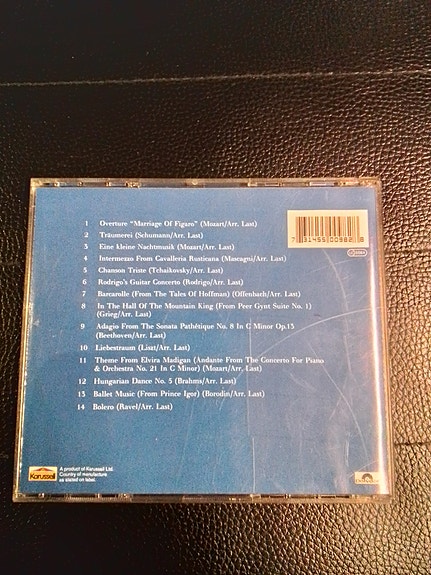 1 Overture "Marriage Of Figaro" (Mozart/Arr. Last)
2 Träumerei (Schumann/Arr. Last)
3 Eine kleine Nachtmusik (Mozart/Arr. Last)
4 Intermezzo From Cavalleria Rusticana (Mascagni/Arr. Last)
5 Chanson Triste (Tchaikovsky/Arr. Last)
6 Rodrigo's Guitar Concerto (Rodrigo/Arr. Last)
7 Barcarolle (From The Tales Of Hoffman) (Offenbach/Arr. Last)
8 In The Hall Of The Mountain King (From Peer Gynt Suite No. 1)
(Grieg/Arr. Last)
9 Adagio From The Sonata Pathétique No. 8 In C Minor Op.13
(Beethoven/Arr. Last)
10 Liebestraum (Liszt/Arr. Last)
11 Theme From Elvira Madigan (Andante From The Concerto For Piano
& Orchestra No. 21 In C Minor) (Mozart/Arr. Last)
12 Hungarian Dance No. 5 (Brahms/Arr. Last)
13 Ballet Music (From Prince Igor) (Borodin/Arr. Last)
14 Bolero (Ravel/Arr. Last)
7 31455 00982 8
Karussell
A product of Karussell Ltd.
Country of manufacture
as stated on label.